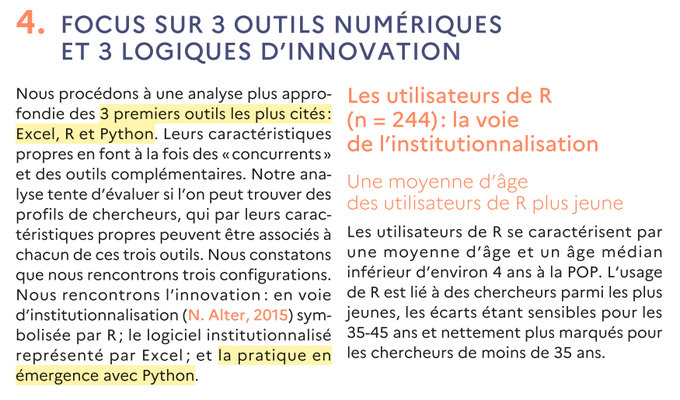 4. FOCUS SUR 3 OUTILS NUMÉRIQUES
ET 3 LOGIQUES D’INNOVATION
Nous procédons à une analyse plus appro-
fondie des 3 premiers outils les plus cités :
Excel, R et Python. Leurs caractéristiques
propres en font à la fois des « concurrents »
et des outils complémentaires. Notre ana-
lyse tente d’évaluer si l’on peut trouver des
profils de chercheurs, qui par leurs carac-
téristiques propres peuvent être associés à
chacun de ces trois outils. Nous constatons
que nous rencontrons trois configurations.
Nous rencontrons l’innovation : en voie
d’institutionnalisation (N. Alter, 2015) sym-
bolisée par R ; le logiciel institutionnalisé
représenté par Excel ; et la pratique en
émergence avec Python.
Les utilisateurs de R
(n = 244) : la voie
de l’institutionnalisation
Une moyenne d’âge
des utilisateurs de R plus jeune
Les utilisateurs de R se caractérisent par
une moyenne d’âge et un âge médian
inférieur d’environ 4 ans à la POP. L’usage
de R est lié à des chercheurs parmi les plus
jeunes, les écarts étant sensibles pour les
35-45 ans et nettement plus marqués pour
les chercheurs de moins de 35 ans.